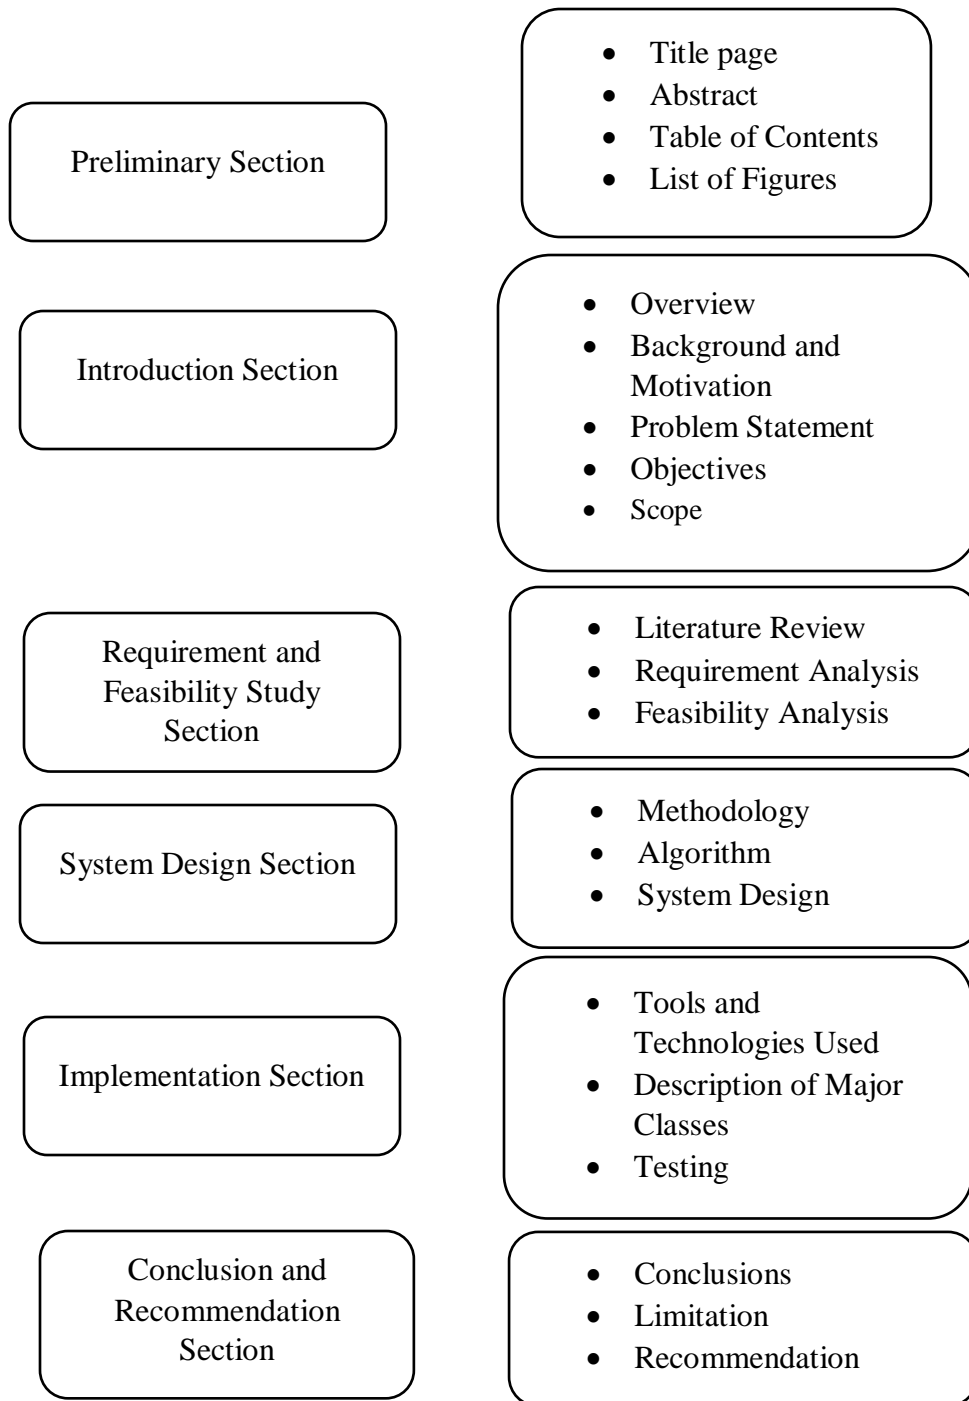 Preliminary Section
• Title page
• Abstract
• Table of Contents
• List of Figures
Introduction Section
• Overview
• Background and
Motivation
• Problem Statement
• Objectives
• Scope
Requirement and
Feasibility Study
Section
• Literature Review
• Requirement Analysis
• Feasibility Analysis
System Design Section
• Methodology
• Algorithm
• System Design
Implementation Section
• Tools and
Technologies Used
• Description of Major
Classes
• Testing
Conclusion and
Recommendation
Section
• Conclusions
• Limitation
• Recommendation